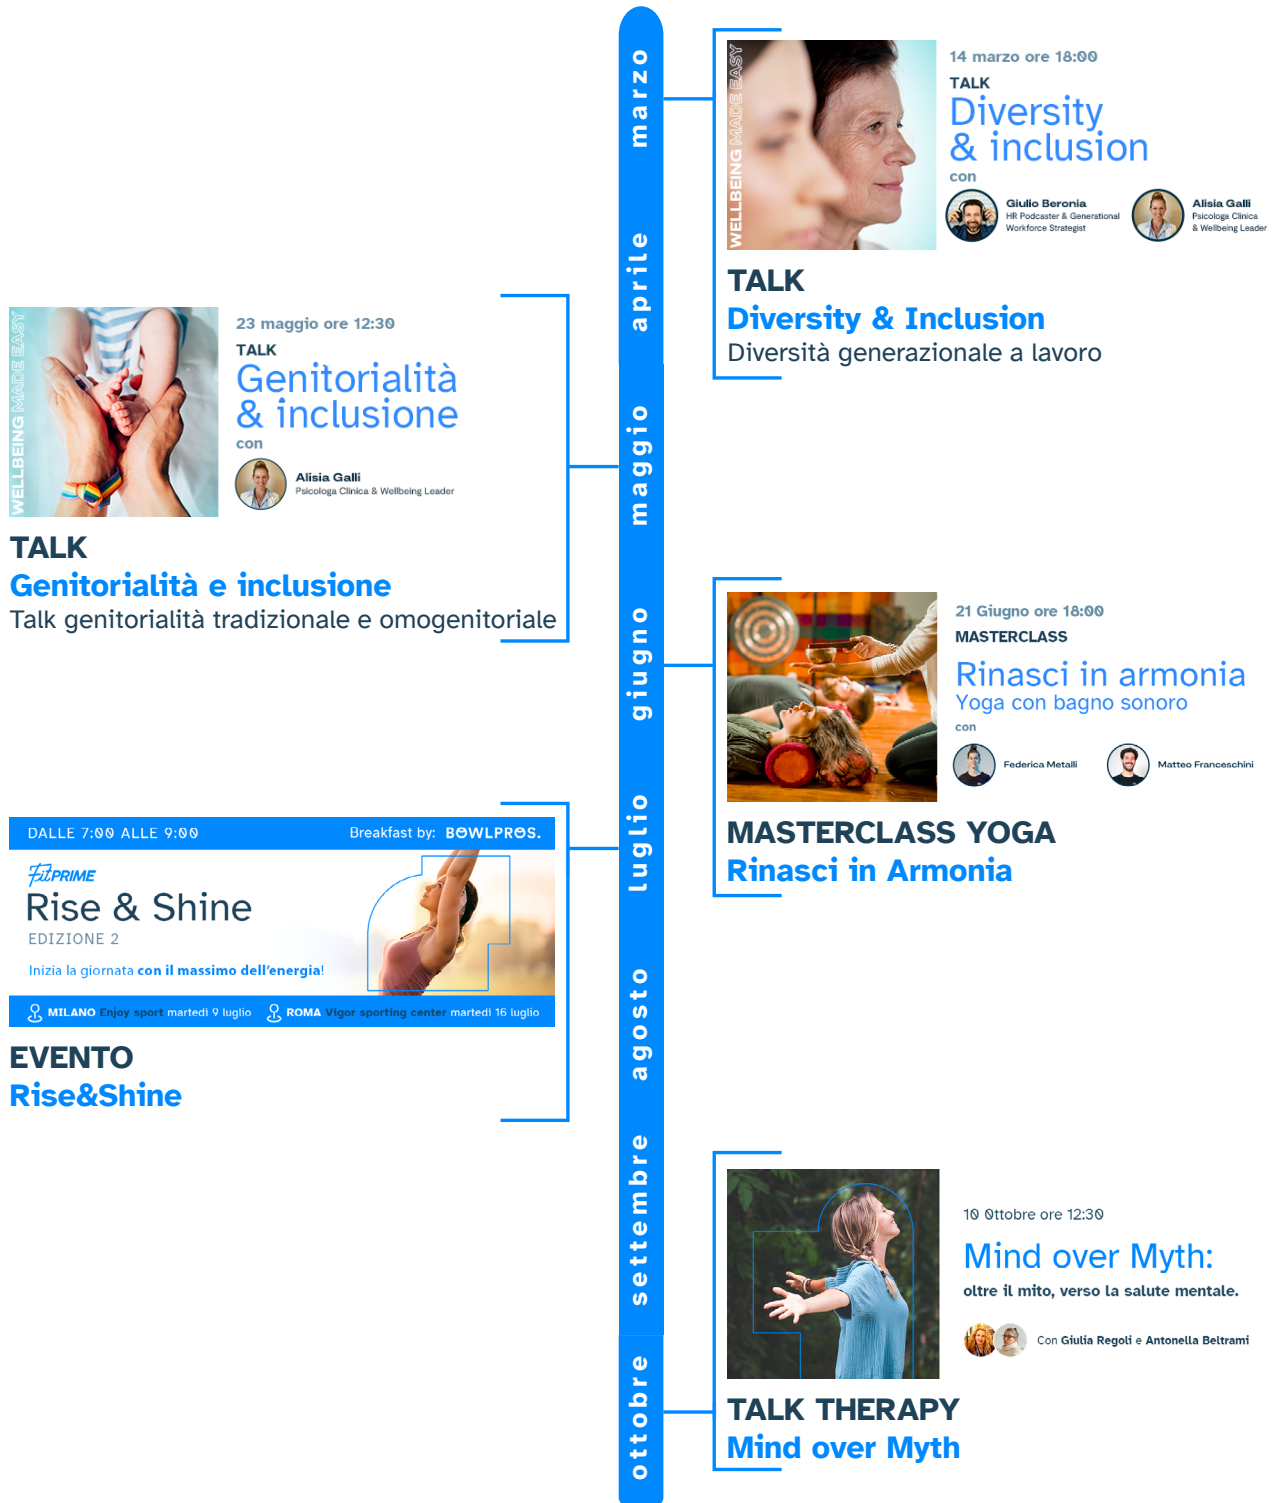 marzo
WELLBEING MADE EASY
14 marzo ore 18:00
TALK
Diversity
& inclusion
con
Giulio Beronia
HR Podcaster & Generational
Workforce Strategist
Alisia Galli
Psicologa Clinica
& Wellbeing Leader
TALK
Diversity & Inclusion
Diversità generazionale a lavoro
aprile
maggio
WELLBEING MADE EASY
23 maggio ore 12:30
TALK
Genitorialità
& inclusione
con
Alisia Galli
Psicologa Clinica & Wellbeing Leader
TALK
Genitorialità e inclusione
Talk genitorialità tradizionale e omogenitoriale
giugno
21 Giugno ore 18:00
MASTERCLASS
Rinasci in armonia
Yoga con bagno sonoro
con
Federica Metalli
Matteo Franceschini
MASTERCLASS YOGA
Rinasci in Armonia
luglio
DALLE 7:00 ALLE 9:00
Breakfast by: BOWLPROS.
FitPRIME
Rise & Shine
EDIZIONE 2
Inizia la giornata con il massimo dell'energia!
MILANO Enjoy sport martedì 9 luglio
ROMA Vigor sporting center martedì 16 luglio
EVENTO
Rise&Shine
agosto
settembre
ottobre
10 Ottobre ore 12:30
Mind over Myth:
oltre il mito, verso la salute mentale.
Con Giulia Regoli e Antonella Beltrami
TALK THERAPY
Mind over Myth